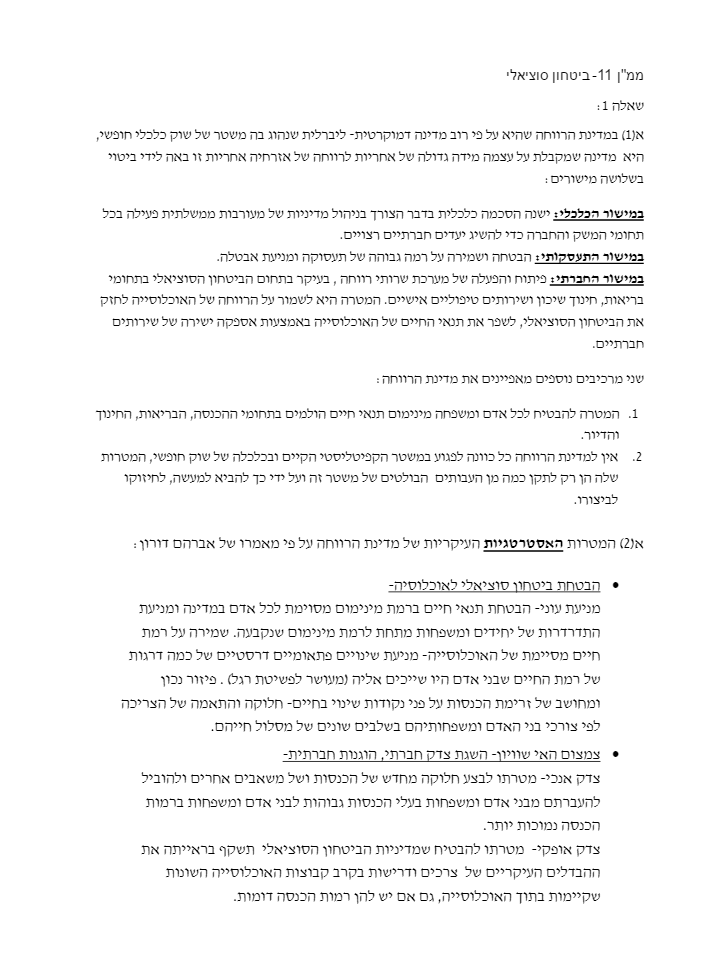 ממ"ן 11- ביטחון סוציאלי
שאלה 1:
א(1) במדינת הרווחה שהיא על פי רוב מדינה דמוקרטית- ליברלית שנהוג בה משטר של שוק כלכלי חופשי,
היא מדינה שמקבלת על עצמה מידה גדולה של אחריות לרווחה של אזרחיה אחריות זו באה לידי ביטוי
בשלושה מישורים:
במישור הכלכלי: ישנה הסכמה כלכלית בדבר הצורך בניהול מדיניות של מעורבות ממשלתית פעילה בכל
תחומי המשק והחברה כדי להשיג יעדים חברתיים רצויים.
במישור התעסקותי: הבטחה ושמירה על רמה גבוהה של תעסוקה ומניעת אבטלה.
במישור החברתי: פיתוח והפעלה של מערכת שרותי רווחה , בעיקר בתחום הביטחון הסוציאלי בתחומי
בריאות, חינוך שיכון ושירותים טיפוליים אישיים. המטרה היא לשמור על הרווחה של האוכלוסייה לחזק
את הביטחון הסוציאלי, לשפר את תנאי החיים של האוכלוסייה באמצעות אספקה ישירה של שירותים
חברתיים.
שני מרכיבים נוספים מאפיינים את מדינת הרווחה:
1. המטרה להבטיח לכל אדם ומשפחה מינימום תנאי חיים הולמים בתחומי ההכנסה, הבריאות, החינוך
והדיור.
2. אין למדינת הרווחה כל כוונה לפגוע במשטר הקפיטליסטי הקיים ובכלכלה של שוק חופשי, המטרות
שלה הן רק לתקן כמה מן העבותים הבולטים של משטר זה ועל ידי כך להביא למעשה, לחיזוקו
לביצורו.
א(2) המטרות האסטרטגיות העיקריות של מדינת הרווחה על פי מאמרו של אברהם דורון:
• הבטחת ביטחון סוציאלי לאוכלוסיה-
מניעת עוני- הבטחת תנאי חיים ברמת מינימום מסוימת לכל אדם במדינה ומניעת
התדרדרות של יחידים ומשפחות מתחת לרמת מינימום שנקבעה. שמירה על רמת
חיים מסיימת של האוכלוסייה- מניעת שינויים פתאומיים דרסטיים של כמה דרגות
של רמת החיים שבני אדם היו שייכים אליה (מעושר לפשיטת רגל) . פיזור נכון
ומחושב של זרימת הכנסות על פני נקודות שינוי בחיים- חלוקה והתאמה של הצריכה
לפי צורכי בני האדם ומשפחותיהם בשלבים שונים של מסלול חייהם.
• צמצום האי שוויון- השגת צדק חברתי, הוגנות חברתית-
צדק אנכי- מטרתו לבצע חלוקה מחדש של הכנסות ושל משאבים אחרים ולהוביל
להעברתם מבני אדם ומשפחות בעלי הכנסות גבוהות לבני אדם ומשפחות ברמות
הכנסה נמוכות יותר.
צדק אופקי- מטרתו להבטיח שמדיניות הביטחון הסוציאלי תשקף בראייתה את
ההבדלים העיקריים של צרכים ודרישות בקרב קבוצות האוכלוסייה השונות
שקיימות בתוך האוכלוסייה, גם אם יש להן רמות הכנסה דומות.